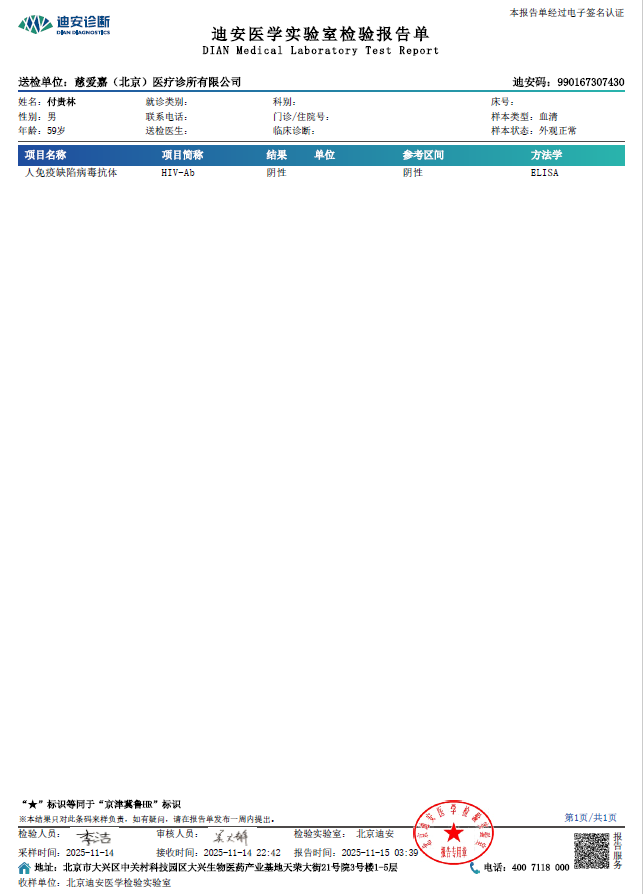 本报告单经过电子签名认证
迪安诊断
DIAN DIAGNOSTICS
迪安医学实验室检验报告单
DIAN Medical Laboratory Test Report
送检单位: 慈爱嘉（北京）医疗诊所有限公司 迪安码: 990167307430
姓名: 付贵林 就诊类别: 科别: 床号:
性别: 男 联系电话: 门诊/住院号: 样本类型: 血清
年龄: 59岁 送检医生: 临床诊断: 样本状态: 外观正常
项目名称 项目简称 结果 单位 参考区间 方法学
人免疫缺陷病毒抗体 HIV-Ab 阴性 阴性 ELISA
“★”标识等同于“京津冀鲁HR”标识
※本结果只对此条码来样负责，如有疑问，请在报告单发布一周内提出。
第1页/共1页
检验人员: 李洁 审核人员: 检验实验室: 北京迪安
采样时间: 2025-11-14 接收时间: 2025-11-14 22:42 报告时间: 2025-11-15 03:39
报告专用章
地址: 北京市大兴区中关村科技园区大兴生物医药产业基地天荣大街21号院3号楼1-5层 电话: 400 7118 000
收样单位: 北京迪安医学检验实验室
报告服务